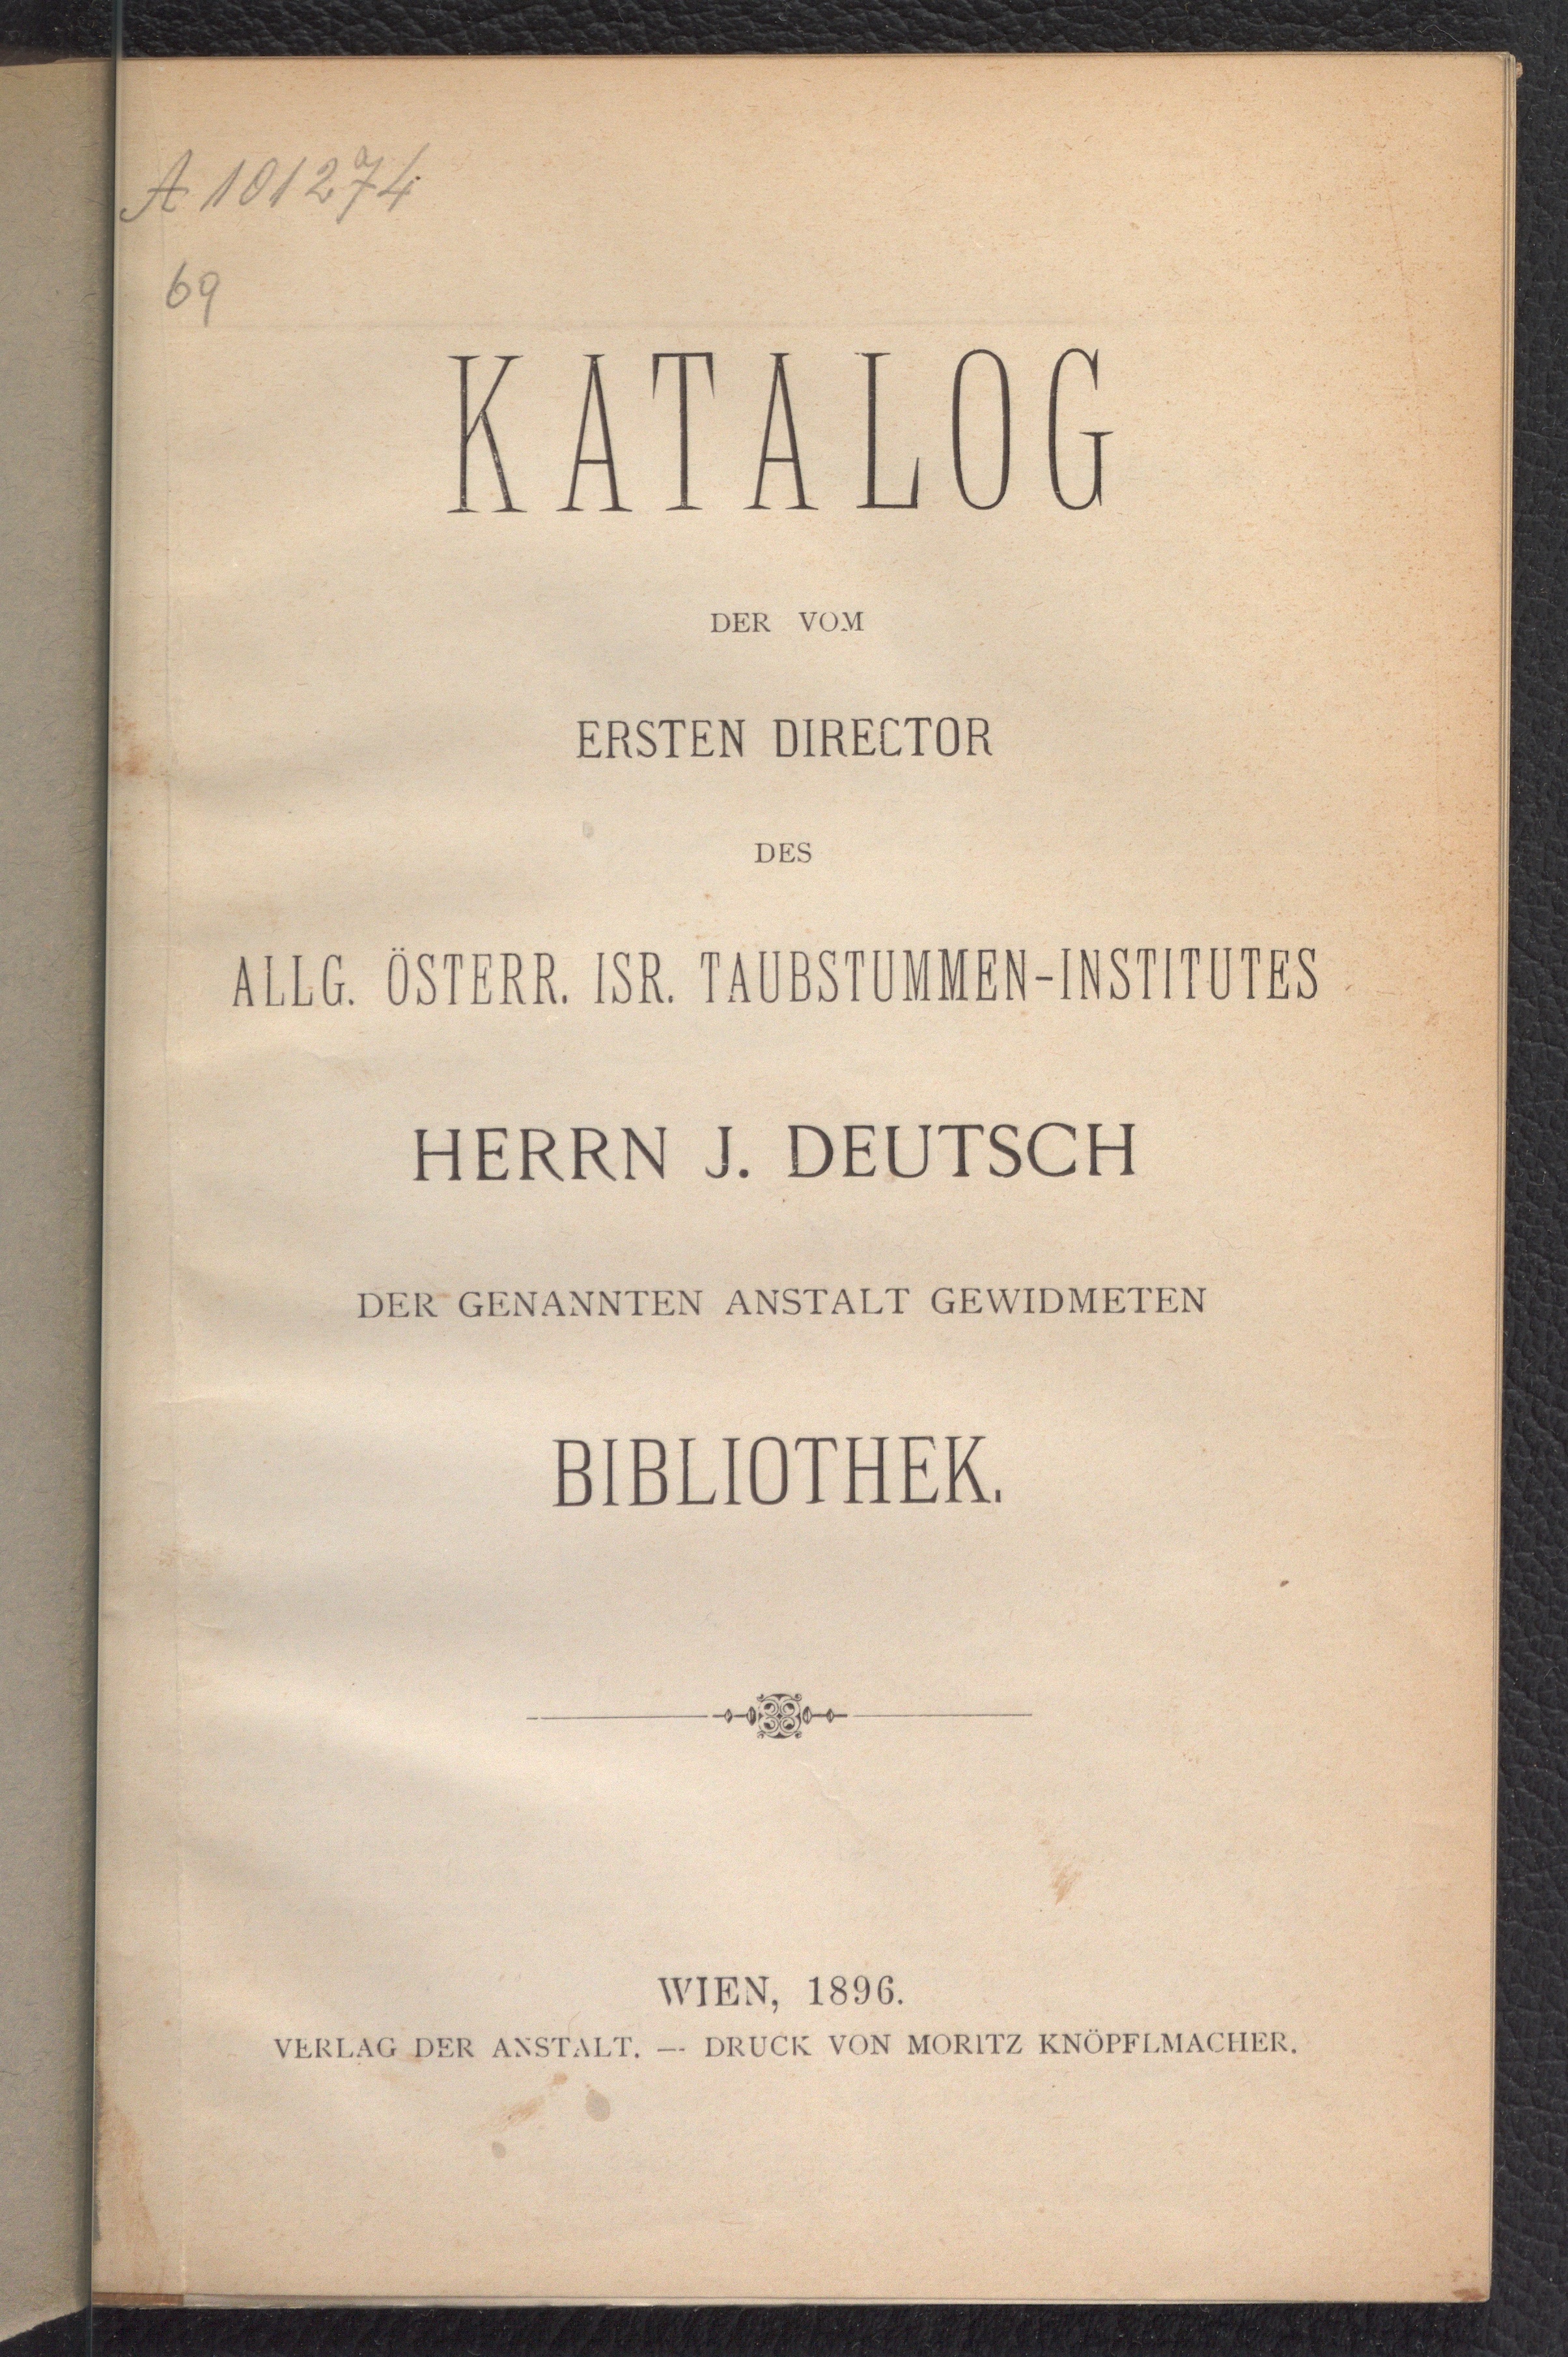 A 101274
69
KATALOG
DER VOM
ERSTEN DIRECTOR
DES
ALLG. ÖSTERR. ISR. TAUBSTUMMEN-INSTITUTES
HERRN J. DEUTSCH
DER GENANNTEN ANSTALT GEWIDMETEN
BIBLIOTHEK.
WIEN, 1896.
VERLAG DER ANSTALT. — DRUCK VON MORITZ KNÖPFLMACHER.